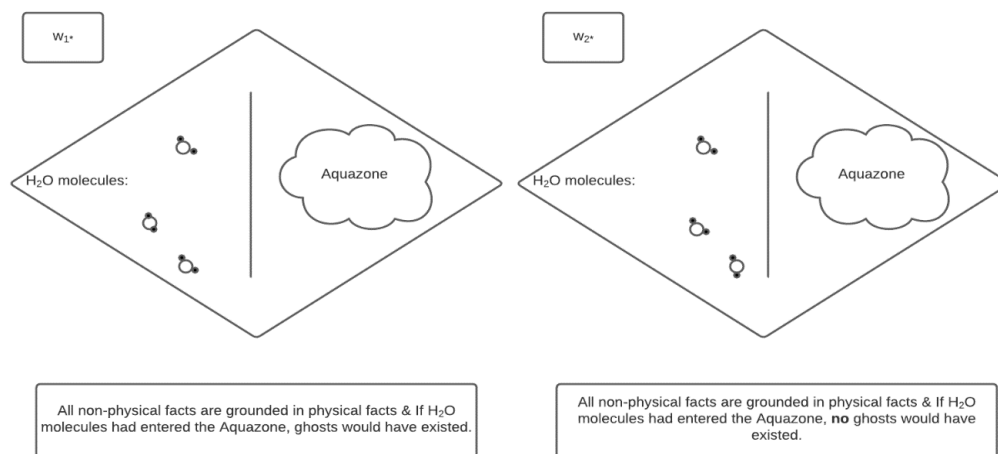 w₁*
w₂*
H₂O molecules:
Aquazone
H₂O molecules:
Aquazone
All non-physical facts are grounded in physical facts & If H₂O
molecules had entered the Aquazone, ghosts would have existed.
All non-physical facts are grounded in physical facts & If H₂O
molecules had entered the Aquazone, no ghosts would have
existed.